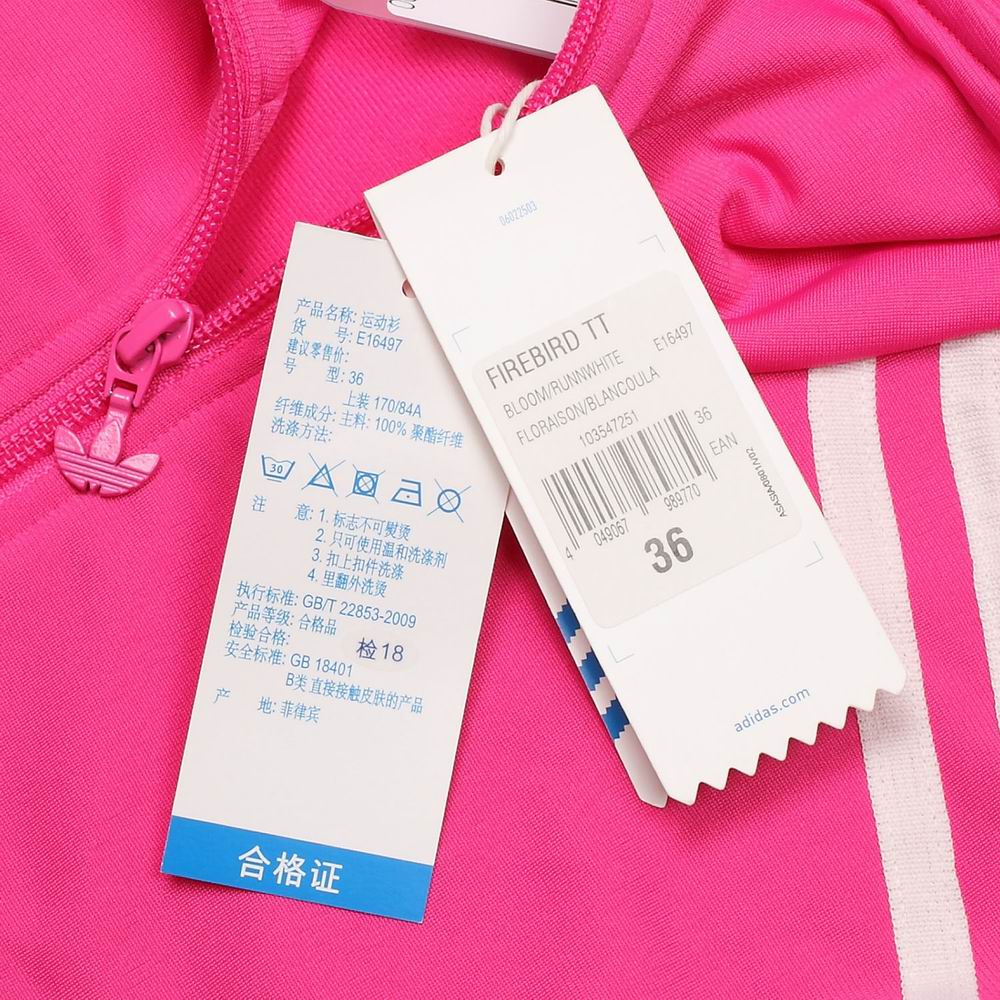 产品名称: 运动衫
货 号: E16497
建议零售价:
号 型: 36
上装 170/84A
纤维成分: 主料: 100% 聚酯纤维
洗涤方法:
30
注 意: 1. 标志不可熨烫
2. 只可使用温和洗涤剂
3. 扣上扣件洗涤
4. 里翻外洗烫
执行标准: GB/T 22853-2009
产品等级: 合格品
检验合格: 检18
安全标准: GB 18401
B类 直接接触皮肤的产品
产 地: 菲律宾
合格证
06022503
FIREBIRD TT
BLOOM/RUNNWHITE E16497
FLORAISON/BLANCOULA
103547251 36
EAN
4 049067 989770
ASASIA/0801A/02
36
adidas.com